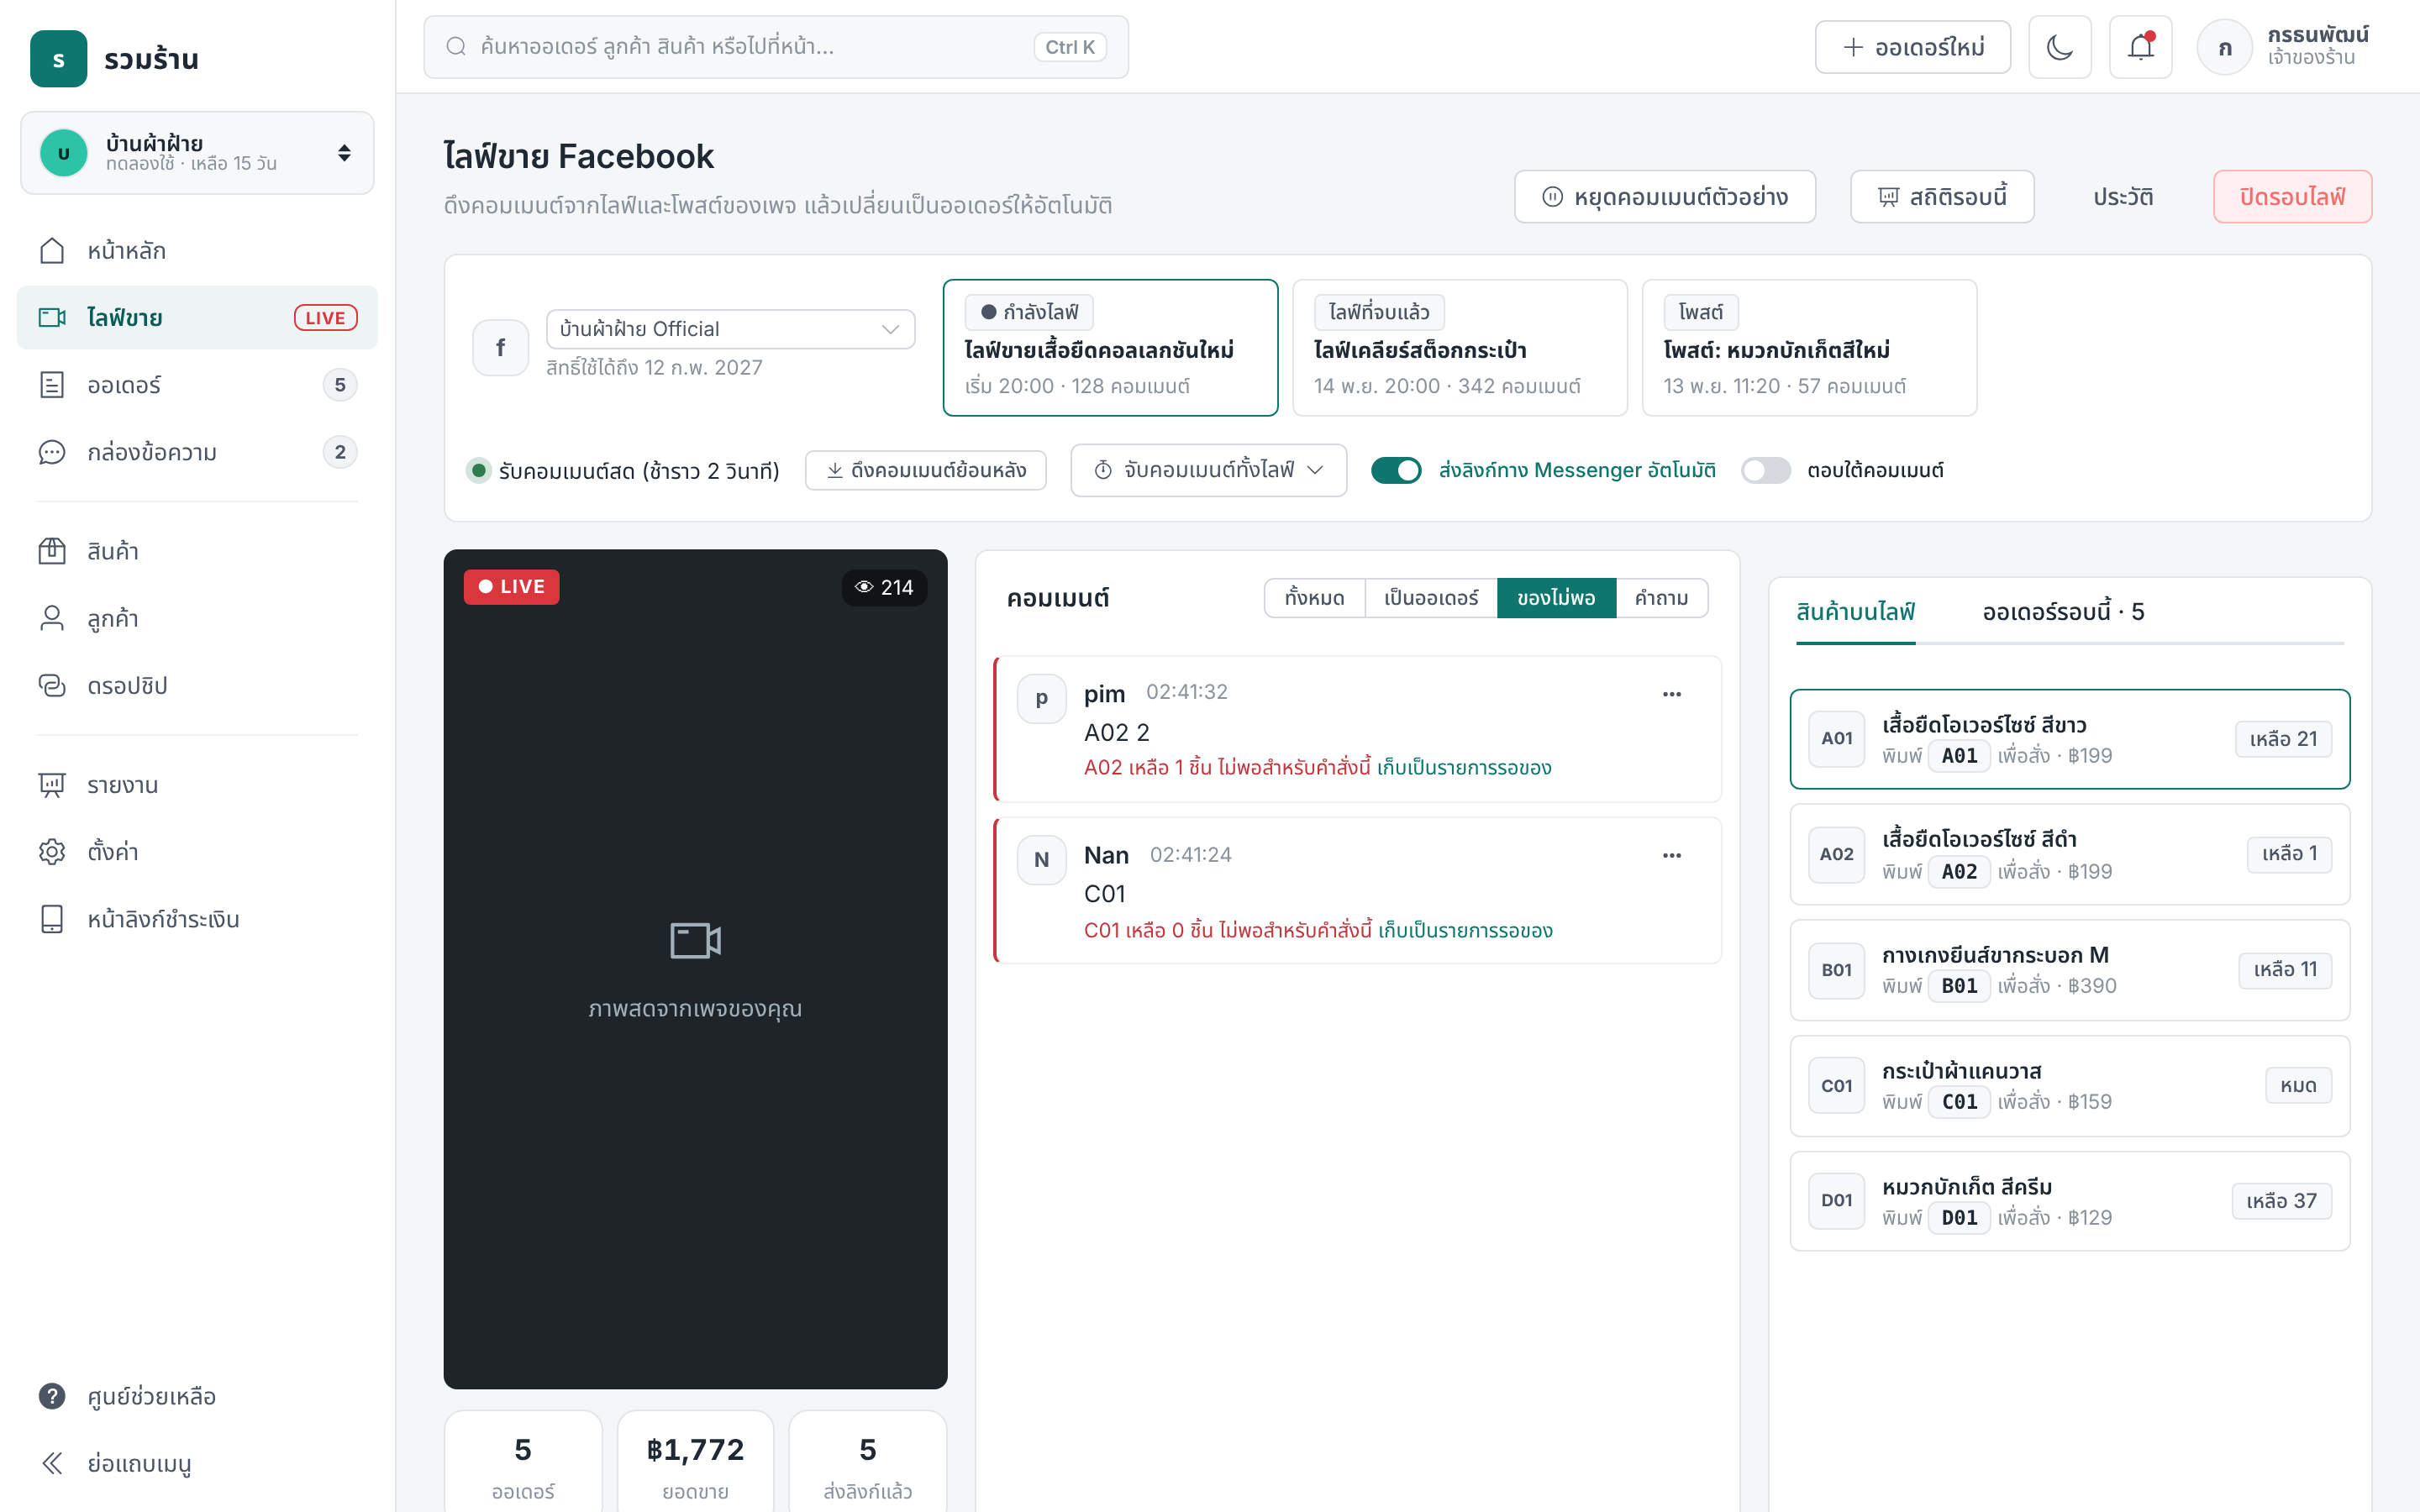 s รวมร้าน
บ บ้านผ้าฝ้าย
ทดลองใช้ · เหลือ 15 วัน
หน้าหลัก
ไลฟ์ขาย LIVE
ออเดอร์ 5
กล่องข้อความ 2
สินค้า
ลูกค้า
ดรอปชิป
รายงาน
ตั้งค่า
หน้าลิงก์ชำระเงิน
ศูนย์ช่วยเหลือ
ย่อแถบเมนู
ค้นหาออเดอร์ ลูกค้า สินค้า หรือไปที่หน้า... Ctrl K
ออเดอร์ใหม่
ก กรธนพัฒน์
เจ้าของร้าน
ไลฟ์ขาย Facebook
ดึงคอมเมนต์จากไลฟ์และโพสต์ของเพจ แล้วเปลี่ยนเป็นออเดอร์ให้อัตโนมัติ
หยุดคอมเมนต์ตัวอย่าง สถิติรอบนี้ ประวัติ ปิดรอบไลฟ์
f บ้านผ้าฝ้าย Official
สิทธิ์ใช้ได้ถึง 12 ก.พ. 2027
กำลังไลฟ์
ไลฟ์ขายเสื้อยืดคอลเลกชันใหม่
เริ่ม 20:00 · 128 คอมเมนต์
ไลฟ์ที่จบแล้ว
ไลฟ์เคลียร์สต็อกกระเป๋า
14 พ.ย. 20:00 · 342 คอมเมนต์
โพสต์
โพสต์: หมวกบักเก็ตสีใหม่
13 พ.ย. 11:20 · 57 คอมเมนต์
รับคอมเมนต์สด (ช้าราว 2 วินาที) ดึงคอมเมนต์ย้อนหลัง จับคอมเมนต์ทั้งไลฟ์ ส่งลิงก์ทาง Messenger อัตโนมัติ ตอบใต้คอมเมนต์
LIVE 214
ภาพสดจากเพจของคุณ
5
ออเดอร์
฿1,772
ยอดขาย
5
ส่งลิงก์แล้ว
คอมเมนต์ ทั้งหมด เป็นออเดอร์ ของไม่พอ คำถาม
p pim 02:41:32
A02 2
A02 เหลือ 1 ชิ้น ไม่พอสำหรับคำสั่งนี้ เก็บเป็นรายการรอของ
N Nan 02:41:24
C01
C01 เหลือ 0 ชิ้น ไม่พอสำหรับคำสั่งนี้ เก็บเป็นรายการรอของ
สินค้าบนไลฟ์ ออเดอร์รอบนี้ · 5
A01 เสื้อยืดโอเวอร์ไซซ์ สีขาว
พิมพ์ A01 เพื่อสั่ง · ฿199
เหลือ 21
A02 เสื้อยืดโอเวอร์ไซซ์ สีดำ
พิมพ์ A02 เพื่อสั่ง · ฿199
เหลือ 1
B01 กางเกงยีนส์ขากระบอก M
พิมพ์ B01 เพื่อสั่ง · ฿390
เหลือ 11
C01 กระเป๋าผ้าแคนวาส
พิมพ์ C01 เพื่อสั่ง · ฿159
หมด
D01 หมวกบักเก็ต สีครีม
พิมพ์ D01 เพื่อสั่ง · ฿129
เหลือ 37